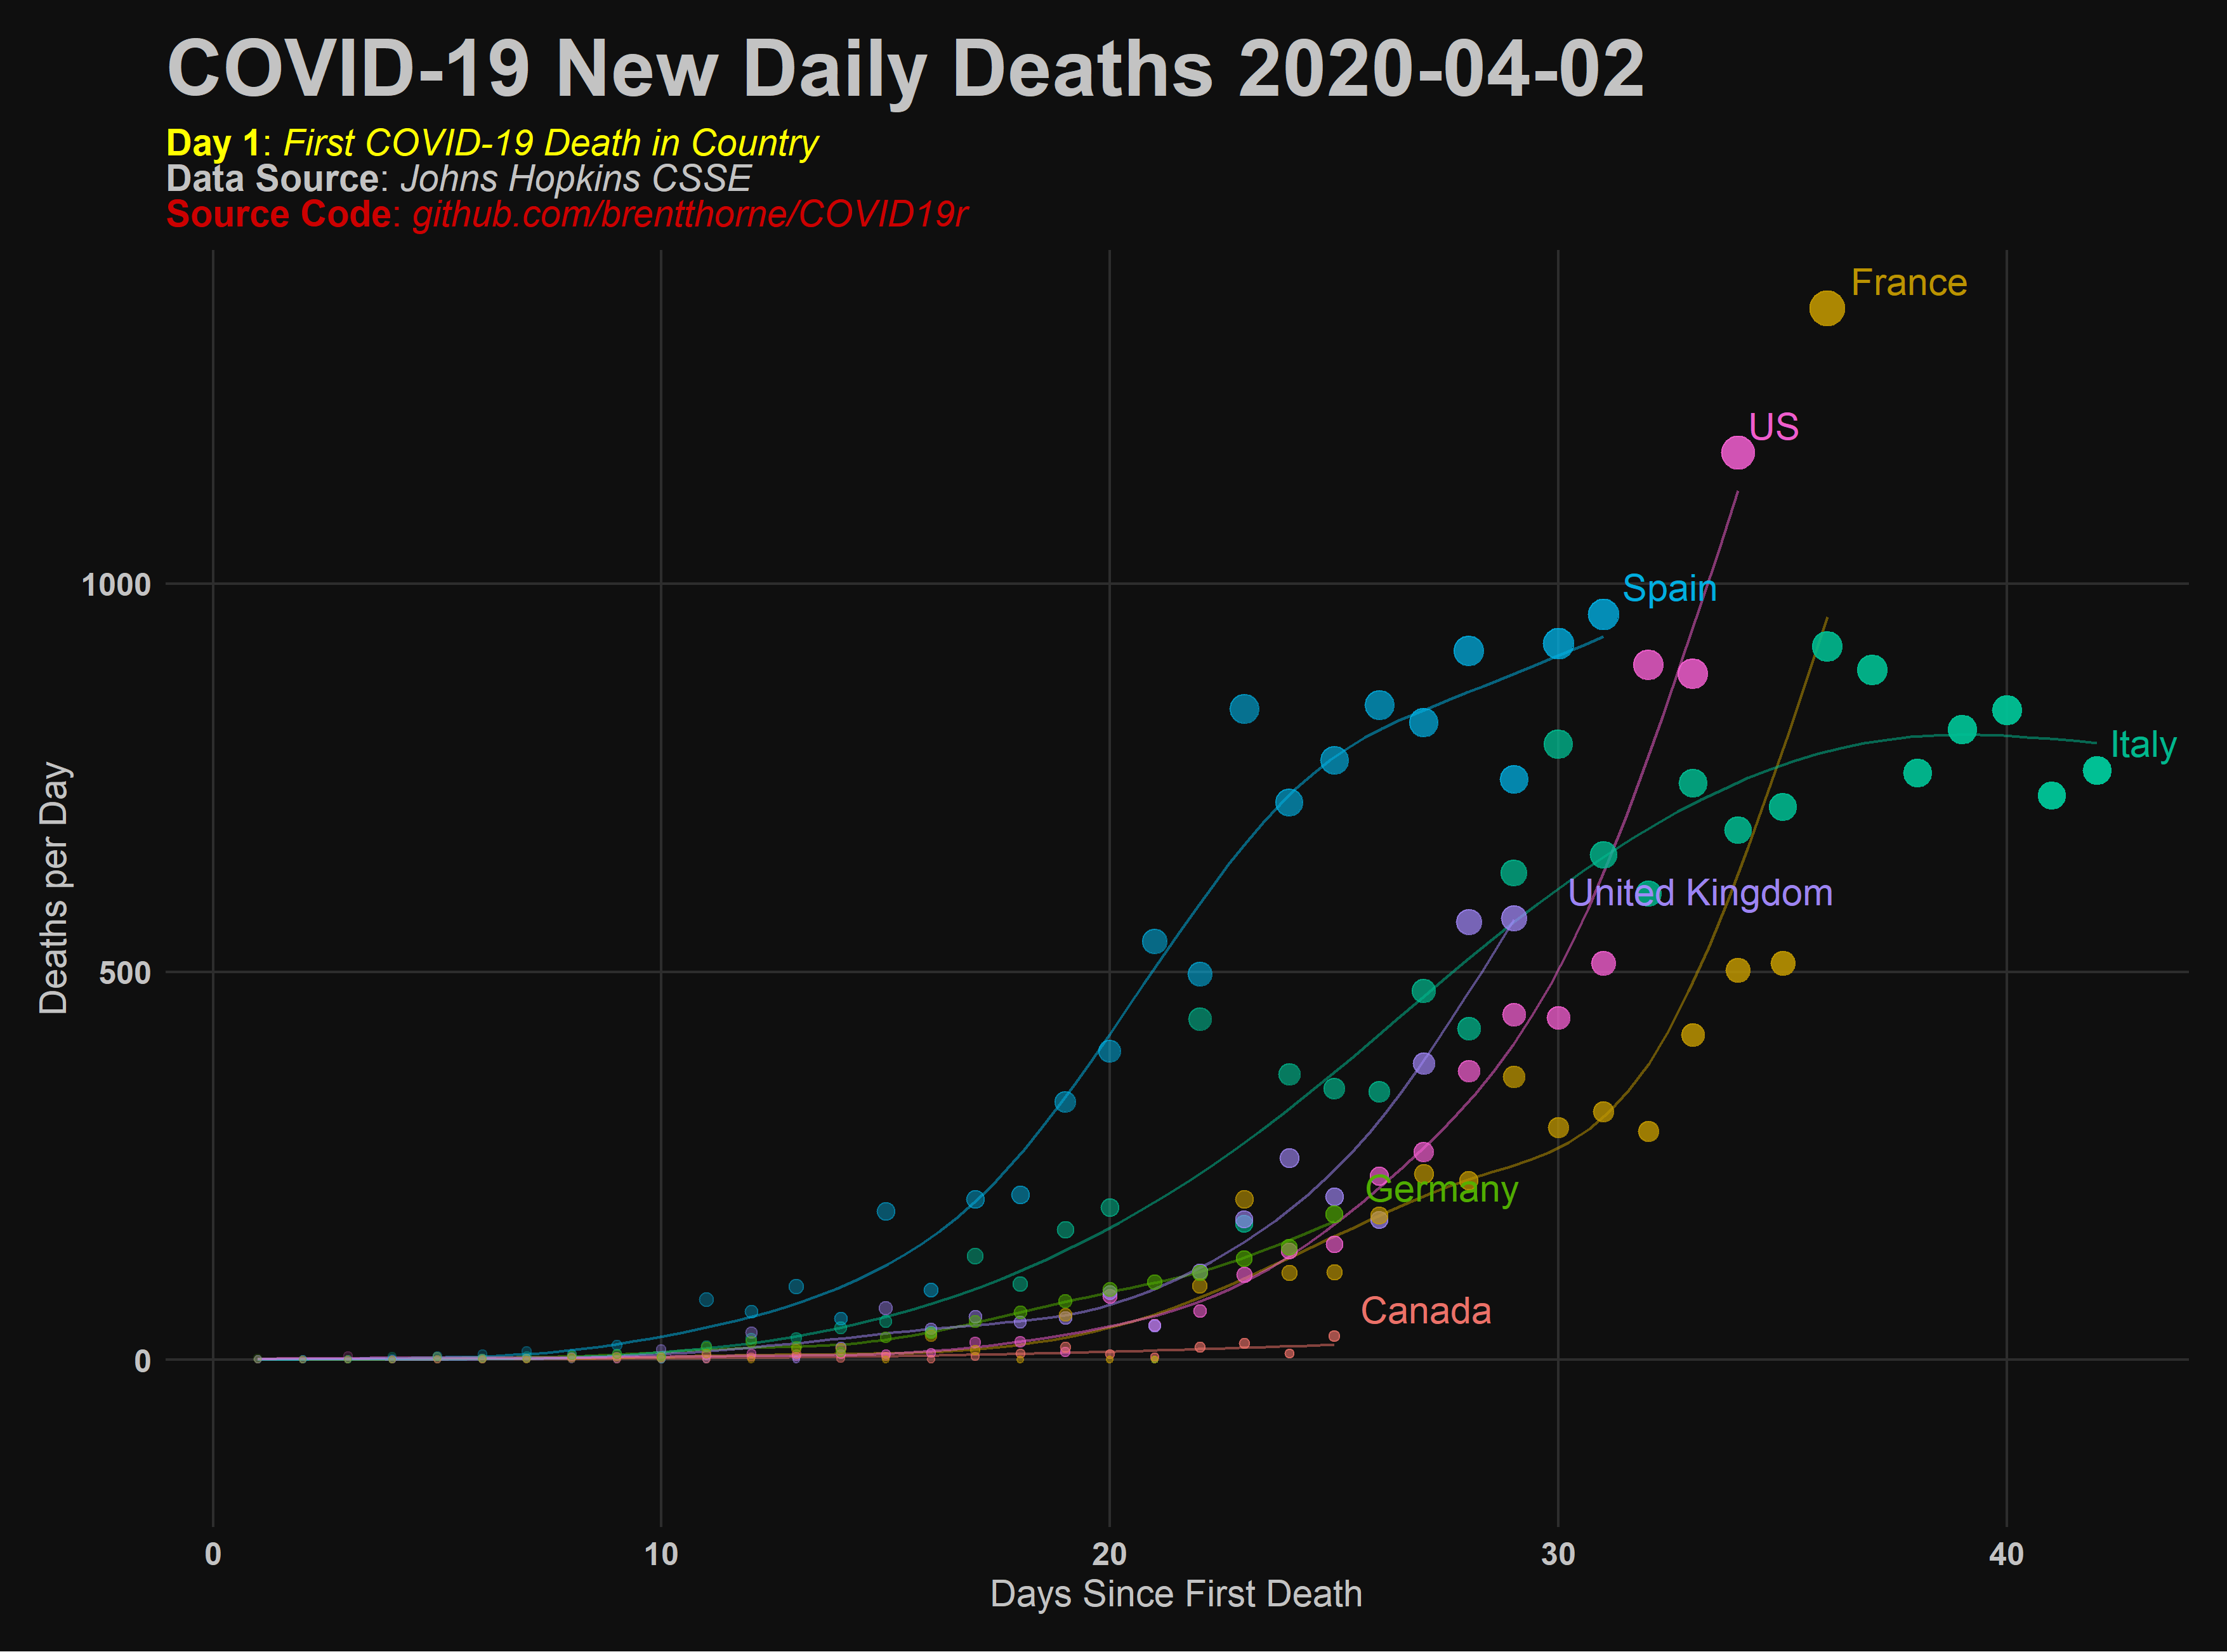 COVID-19 New Daily Deaths 2020-04-02
Day 1: First COVID-19 Death in Country
Data Source: Johns Hopkins CSSE
Source Code: github.com/brentthorne/COVID19r
France
US
1000
Spain
Italy
Deaths per Day
United Kingdom
500
Germany
Canada
0
0 10 20 30 40
Days Since First Death